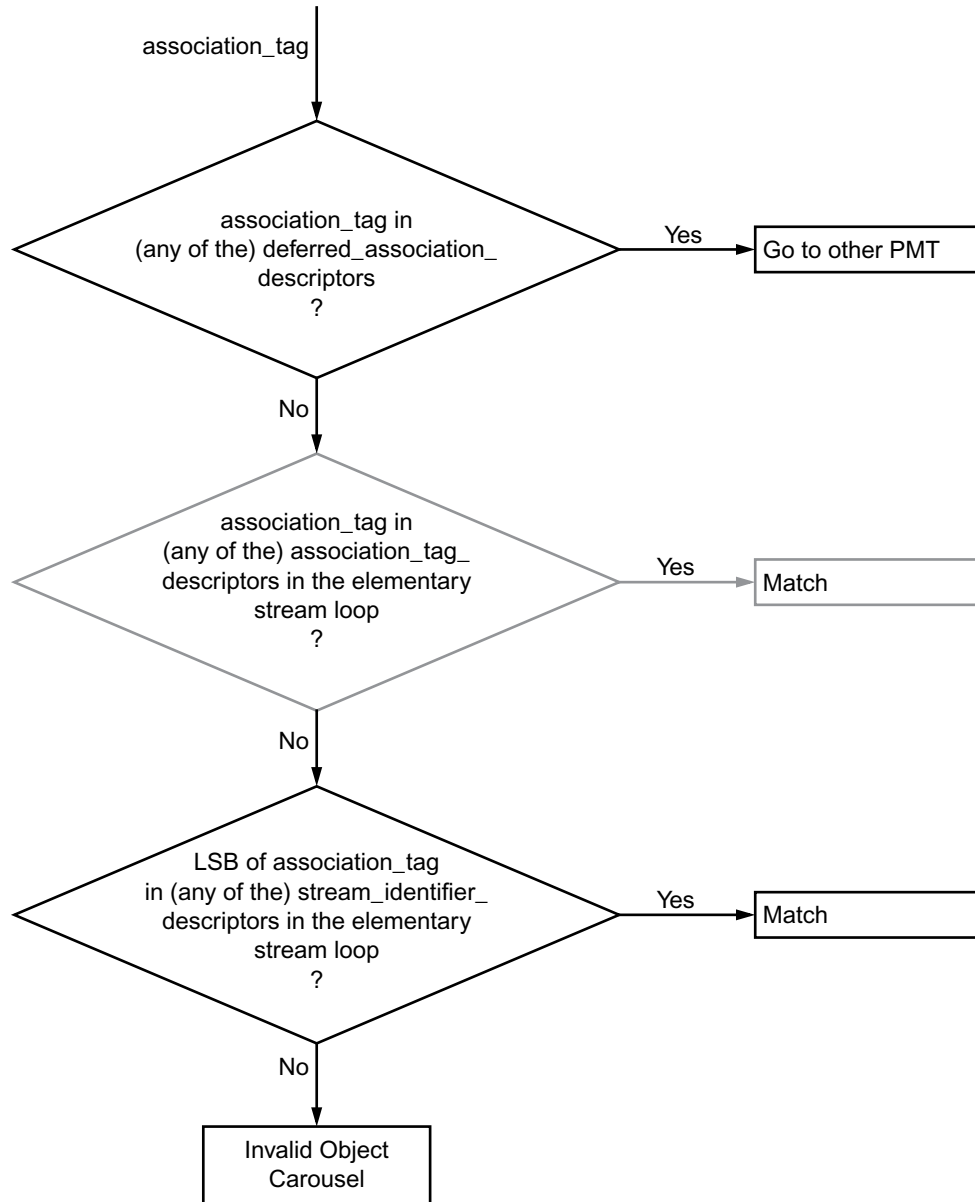 association_tag
association_tag in
(any of the) deferred_association_
descriptors
?
Yes
Go to other PMT
No
association_tag in
(any of the) association_tag_
descriptors in the elementary
stream loop
?
Yes
Match
No
LSB of association_tag
in (any of the) stream_identifier_
descriptors in the elementary
stream loop
?
Yes
Match
No
Invalid Object
Carousel